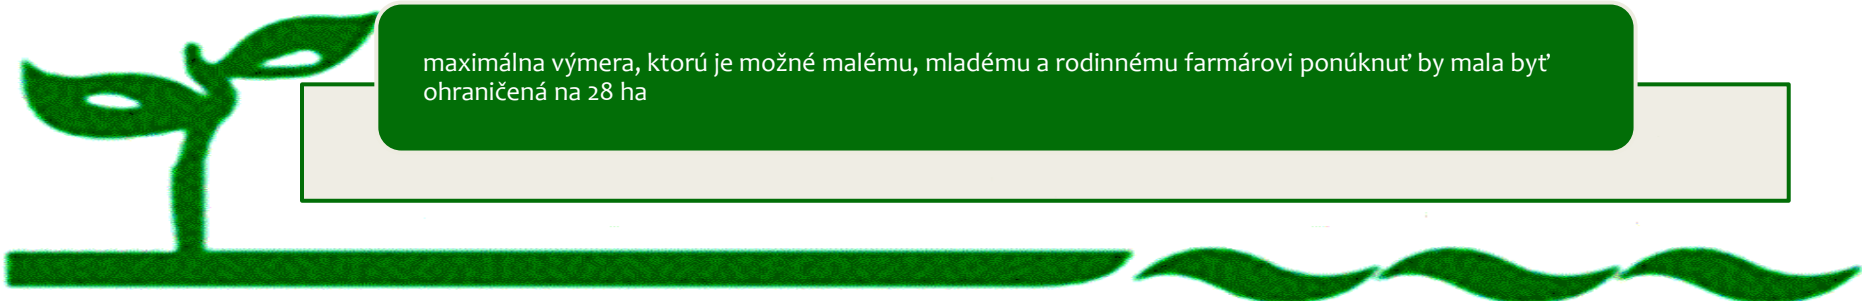 maximálna výmera, ktorú je možné malému, mladému a rodinnému farmárovi ponúknuť by mala byť
ohraničená na 28 ha